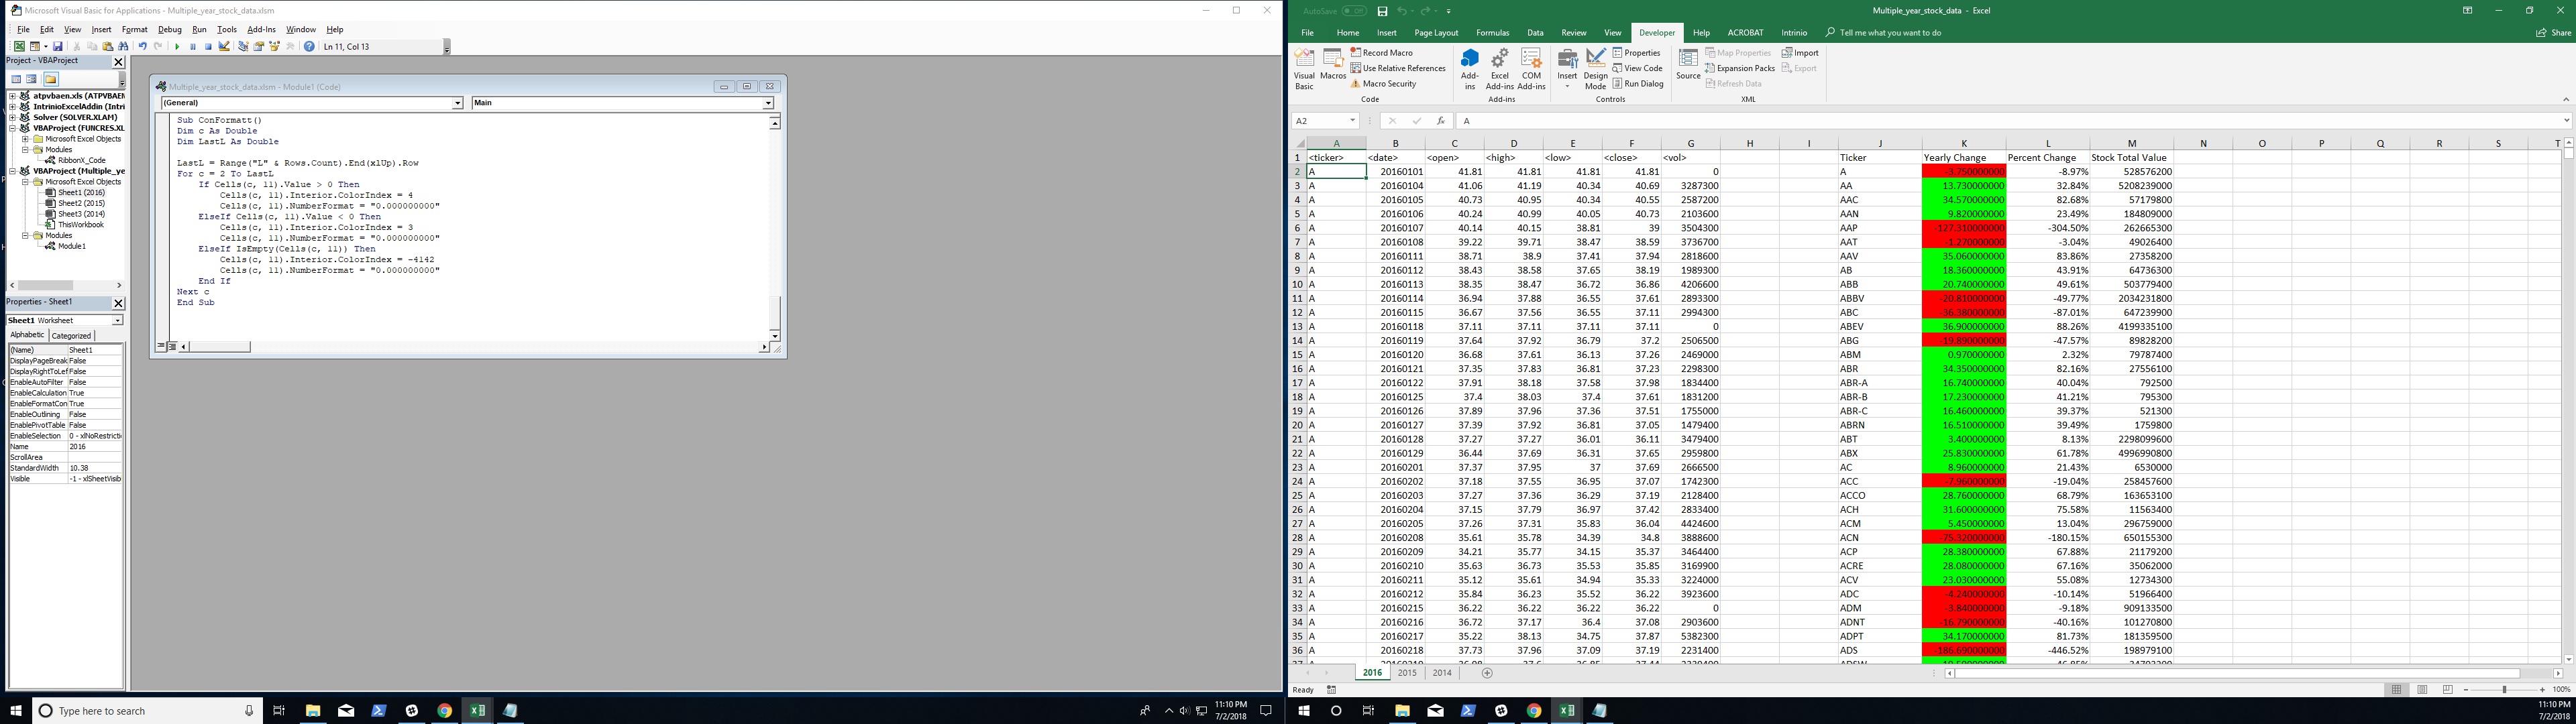 Microsoft Visual Basic for Applications - Multiple_year_stock_data.xlsm
File Edit View Insert Format Debug Run Tools Add-Ins Window Help
Ln 11, Col 13
Project - VBAProject
atpvbaen.xls (ATPVBAEN
IntrinioExcelAddin (Intri
Solver (SOLVER.XLAM)
VBAProject (FUNCRES.XL
Microsoft Excel Objects
Modules
RibbonX_Code
VBAProject (Multiple_ye
Microsoft Excel Objects
Sheet1 (2016)
Sheet2 (2015)
Sheet3 (2014)
ThisWorkbook
Modules
Module1
Properties - Sheet1
Sheet1 Worksheet
Alphabetic Categorized
(Name) Sheet1
DisplayPageBreak False
DisplayRightToLef False
EnableAutoFilter False
EnableCalculation True
EnableFormatCon True
EnableOutlining False
EnablePivotTable False
EnableSelection 0 - xlNoRestricti
Name 2016
ScrollArea
StandardWidth 10.38
Visible -1 - xlSheetVisib
Multiple_year_stock_data.xlsm - Module1 (Code)
(General) Main
Sub ConFormatt()
Dim c As Double
Dim LastL As Double
LastL = Range("L" & Rows.Count).End(xlUp).Row
For c = 2 To LastL
If Cells(c, 11).Value > 0 Then
Cells(c, 11).Interior.ColorIndex = 4
Cells(c, 11).NumberFormat = "0.000000000"
ElseIf Cells(c, 11).Value < 0 Then
Cells(c, 11).Interior.ColorIndex = 3
Cells(c, 11).NumberFormat = "0.000000000"
ElseIf IsEmpty(Cells(c, 11)) Then
Cells(c, 11).Interior.ColorIndex = -4142
Cells(c, 11).NumberFormat = "0.000000000"
End If
Next c
End Sub
Type here to search
11:10 PM
7/2/2018
AutoSave Off
Multiple_year_stock_data - Excel
File Home Insert Page Layout Formulas Data Review View Developer Help ACROBAT Intrinio Tell me what you want to do Share
Visual Basic
Macros
Record Macro
Use Relative References
Macro Security
Code
Add-ins
Excel Add-ins
COM Add-ins
Add-ins
Insert
Design Mode
Properties
View Code
Run Dialog
Controls
Source
Map Properties
Expansion Packs
Refresh Data
Import
Export
XML
A2 fx A
A B C D E F G H I J K L M N O P Q R S T
1 <ticker> <date> <open> <high> <low> <close> <vol> Ticker Yearly Change Percent Change Stock Total Value
2 A 20160101 41.81 41.81 41.81 41.81 0 A -3.750000000 -8.97% 528576200
3 A 20160104 41.06 41.19 40.34 40.69 3287300 AA 13.730000000 32.84% 5208239000
4 A 20160105 40.73 40.95 40.34 40.55 2587200 AAC 34.570000000 82.68% 57179800
5 A 20160106 40.24 40.99 40.05 40.73 2103600 AAN 9.820000000 23.49% 184809000
6 A 20160107 40.14 40.15 38.81 39 3504300 AAP -127.310000000 -304.50% 262665300
7 A 20160108 39.22 39.71 38.47 38.59 3736700 AAT -1.270000000 -3.04% 49026400
8 A 20160111 38.71 38.9 37.41 37.94 2818600 AAV 35.060000000 83.86% 27358200
9 A 20160112 38.43 38.58 37.65 38.19 1989300 AB 18.360000000 43.91% 64736300
10 A 20160113 38.35 38.47 36.72 36.86 4206600 ABB 20.740000000 49.61% 503779400
11 A 20160114 36.94 37.88 36.55 37.61 2893300 ABBV -20.810000000 -49.77% 2034231800
12 A 20160115 36.67 37.56 36.55 37.11 2994300 ABC -36.380000000 -87.01% 647239900
13 A 20160118 37.11 37.11 37.11 37.11 0 ABEV 36.900000000 88.26% 4199335100
14 A 20160119 37.64 37.92 36.79 37.2 2506500 ABG -19.890000000 -47.57% 89828200
15 A 20160120 36.68 37.61 36.13 37.26 2469000 ABM 0.970000000 2.32% 79787400
16 A 20160121 37.35 37.83 36.81 37.23 2298300 ABR 34.350000000 82.16% 27556100
17 A 20160122 37.91 38.18 37.58 37.98 1834400 ABR-A 16.740000000 40.04% 792500
18 A 20160125 37.4 38.03 37.4 37.61 1831200 ABR-B 17.230000000 41.21% 795300
19 A 20160126 37.89 37.96 37.36 37.51 1755000 ABR-C 16.460000000 39.37% 521300
20 A 20160127 37.39 37.92 36.81 37.05 1479400 ABRN 16.510000000 39.49% 1759800
21 A 20160128 37.27 37.27 36.01 36.11 3479400 ABT 3.400000000 8.13% 2298099600
22 A 20160129 36.44 37.69 36.31 37.65 2959800 ABX 25.830000000 61.78% 4996990800
23 A 20160201 37.37 37.95 37 37.69 2666500 AC 8.960000000 21.43% 6530000
24 A 20160202 37.18 37.55 36.95 37.07 1742300 ACC -7.960000000 -19.04% 258457600
25 A 20160203 37.27 37.36 36.29 37.19 2128400 ACCO 28.760000000 68.79% 163653100
26 A 20160204 37.15 37.79 36.97 37.42 2833400 ACH 31.600000000 75.58% 11563400
27 A 20160205 37.26 37.31 35.83 36.04 4424600 ACM 5.450000000 13.04% 296759000
28 A 20160208 35.61 35.78 34.39 34.8 3888600 ACN -75.320000000 -180.15% 650155300
29 A 20160209 34.21 35.77 34.15 35.37 3464400 ACP 28.380000000 67.88% 21179200
30 A 20160210 35.63 36.73 35.53 35.85 3169900 ACRE 28.080000000 67.16% 35062000
31 A 20160211 35.12 35.61 34.94 35.33 3224000 ACV 23.030000000 55.08% 12734300
32 A 20160212 35.84 36.23 35.52 36.22 3923600 ADC -4.240000000 -10.14% 51966400
33 A 20160215 36.22 36.22 36.22 36.22 0 ADM -3.840000000 -9.18% 909133500
34 A 20160216 36.72 37.17 36.4 37.08 2903600 ADNT -16.790000000 -40.16% 101270800
35 A 20160217 35.22 38.13 34.75 37.87 5382300 ADPT 34.170000000 81.73% 181359500
36 A 20160218 37.73 37.96 37.09 37.19 2231400 ADS -186.690000000 -446.52% 198979100
2016 2015 2014
Ready
100%
11:10 PM
7/2/2018